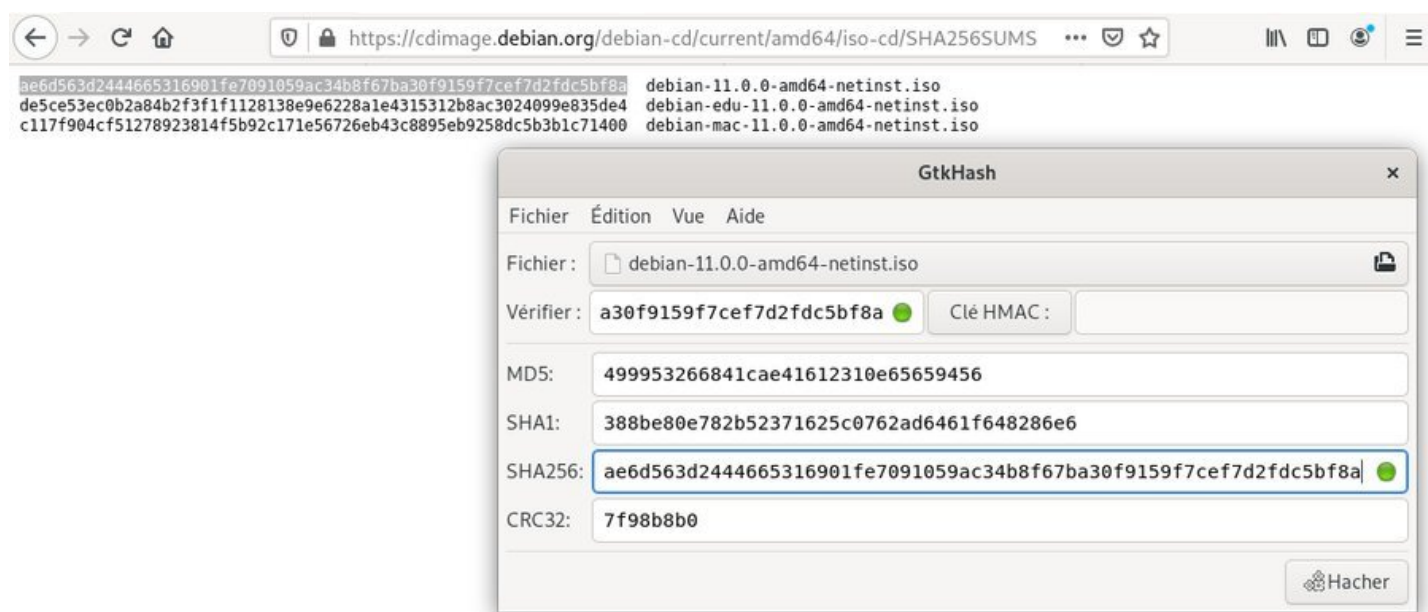 https://cdimage.debian.org/debian-cd/current/amd64/iso-cd/SHA256SUMS
ae6d563d2444665316901fe7091059ac34b8f67ba30f9159f7cef7d2fdc5bf8a debian-11.0.0-amd64-netinst.iso
de5ce53ec0b2a84b2f3f1f1128138e9e6228a1e4315312b8ac3024099e835de4 debian-edu-11.0.0-amd64-netinst.iso
c117f904cf51278923814f5b92c171e56726eb43c8895eb9258dc5b3b1c71400 debian-mac-11.0.0-amd64-netinst.iso
GtkHash
Fichier Édition Vue Aide
Fichier : debian-11.0.0-amd64-netinst.iso
Vérifier : a30f9159f7cef7d2fdc5bf8a Clé HMAC :
MD5: 499953266841cae41612310e65659456
SHA1: 388be80e782b52371625c0762ad6461f648286e6
SHA256: ae6d563d2444665316901fe7091059ac34b8f67ba30f9159f7cef7d2fdc5bf8a
CRC32: 7f98b8b0
Hacher